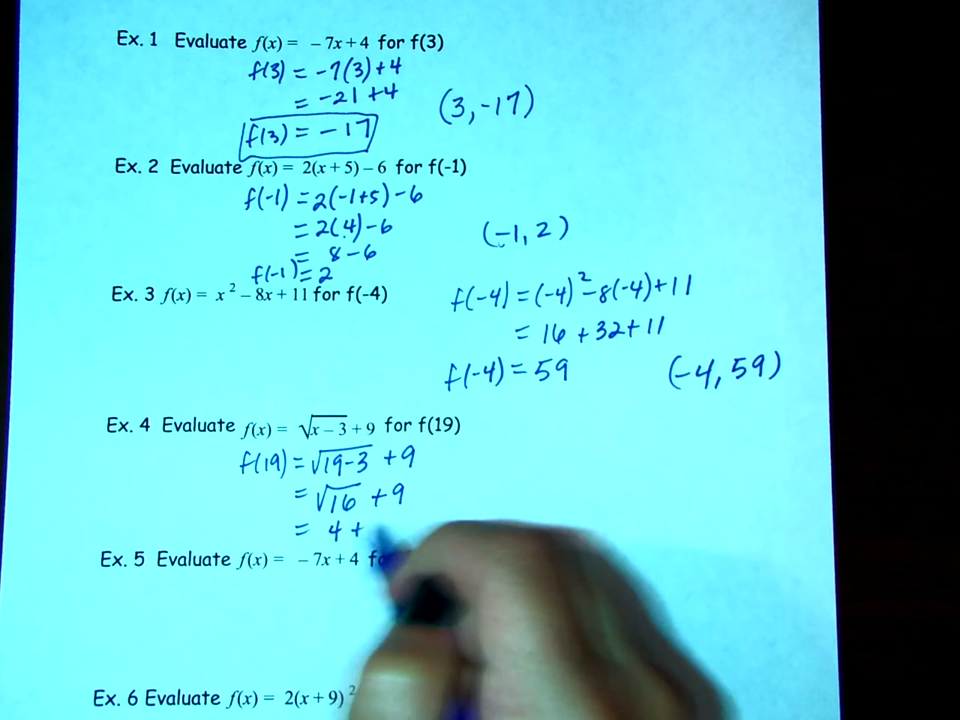 Ex. 1 Evaluate f(x) = - 7x + 4 for f(3)
f(3) = -7(3) + 4
= -21 + 4
(3, -17)
f(3) = -17
Ex. 2 Evaluate f(x) = 2(x + 5) - 6 for f(-1)
f(-1) = 2(-1+5) - 6
= 2(4) - 6
(-1, 2)
= 8 - 6
f(-1) = 2
Ex. 3 f(x) = x² - 8x + 11 for f(-4)
f(-4) = (-4)² - 8(-4) + 11
= 16 + 32 + 11
f(-4) = 59
(-4, 59)
Ex. 4 Evaluate f(x) = √(x - 3) + 9 for f(19)
f(19) = √(19-3) + 9
= √16 + 9
= 4 +
Ex. 5 Evaluate f(x) = - 7x + 4
Ex. 6 Evaluate f(x) = 2(x + 9)²